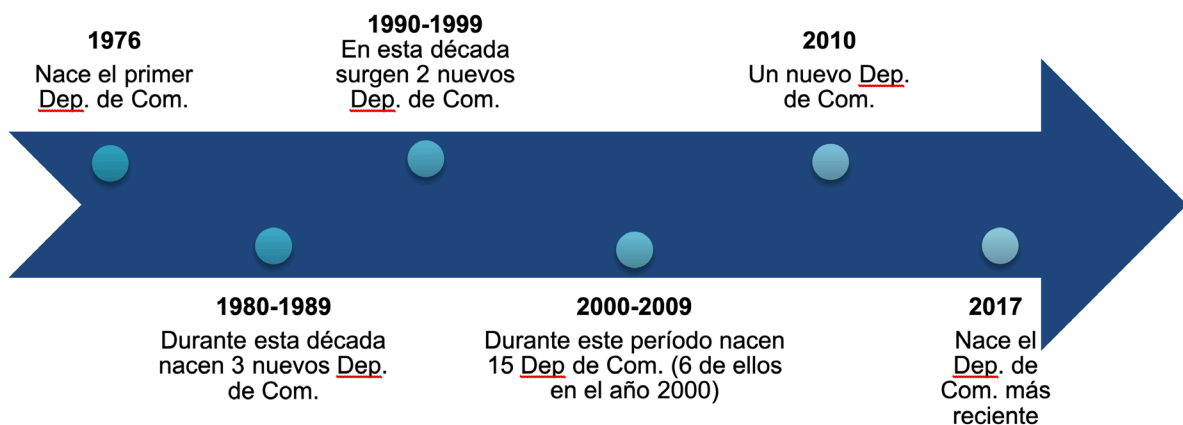 1976
Nace el primer
Dep. de Com.
1980-1989
Durante esta década
nacen 3 nuevos Dep.
de Com.
1990-1999
En esta década
surgen 2 nuevos
Dep. de Com.
2000-2009
Durante este período nacen
15 Dep de Com. (6 de ellos
en el año 2000)
2010
Un nuevo Dep.
de Com.
2017
Nace el
Dep. de
Com. más
reciente